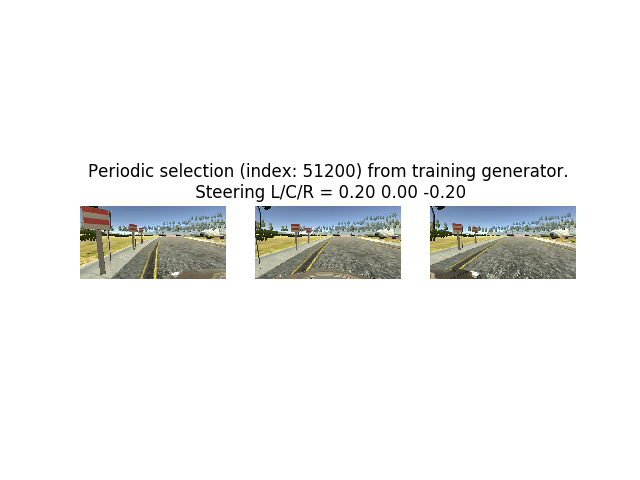 Periodic selection (index: 51200) from training generator.
Steering L/C/R = 0.20 0.00 -0.20